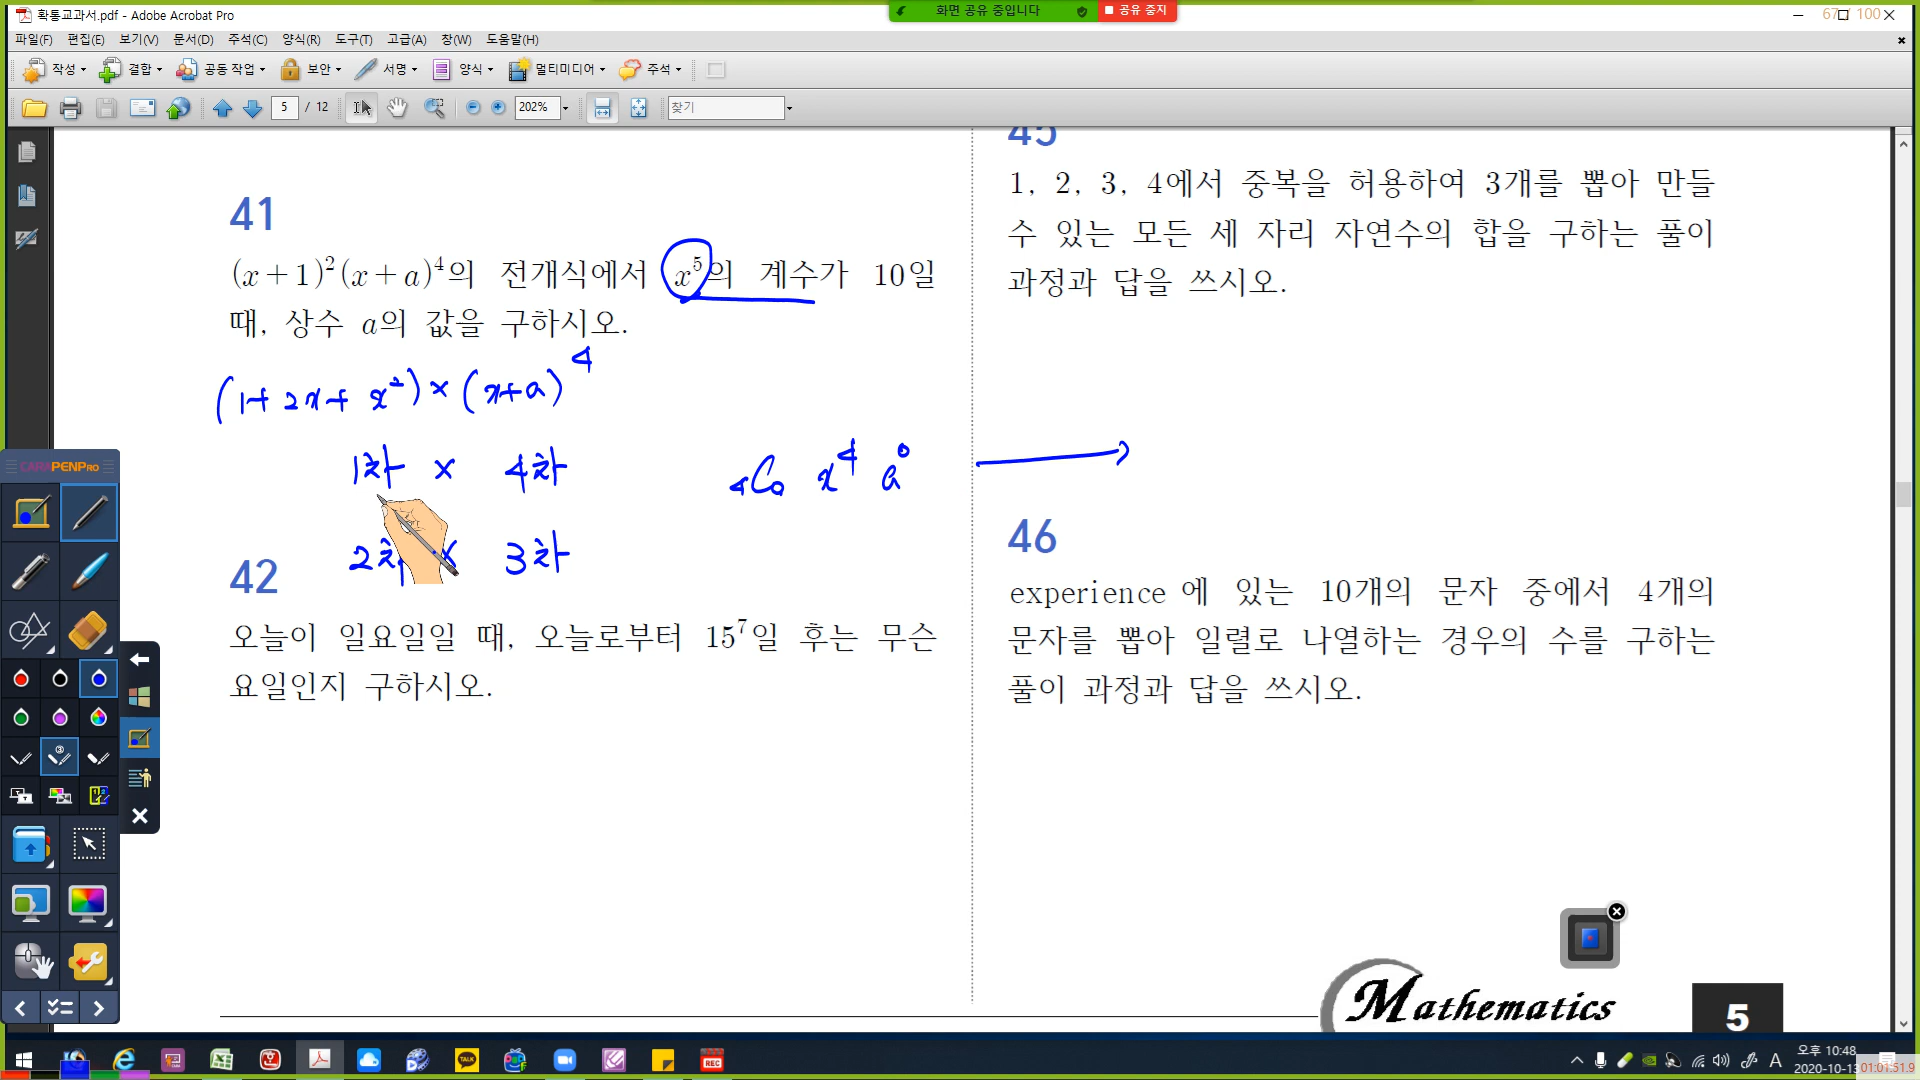 확통교과서.pdf - Adobe Acrobat Pro
화면 공유 중입니다
공유 중지
67 / 100
파일(F) 편집(E) 보기(V) 문서(D) 주석(C) 양식(R) 도구(T) 고급(A) 창(W) 도움말(H)
작성 결합 공동 작업 보안 서명 양식 멀티미디어 주석
5 / 12 202% 찾기
41
(x+1)²(x+a)⁴의 전개식에서 x⁵의 계수가 10일
때, 상수 a의 값을 구하시오.
(1+2x+x²)×(x+a)⁴
1차 × 4차 ₄C₀ x⁴ a⁰ →
2차 × 3차
42
오늘이 일요일일 때, 오늘로부터 15⁷일 후는 무슨
요일인지 구하시오.
45
1, 2, 3, 4에서 중복을 허용하여 3개를 뽑아 만들
수 있는 모든 세 자리 자연수의 합을 구하는 풀이
과정과 답을 쓰시오.
46
experience 에 있는 10개의 문자 중에서 4개의
문자를 뽑아 일렬로 나열하는 경우의 수를 구하는
풀이 과정과 답을 쓰시오.
Mathematics
5
CARAPENPRO
TALK
REC
A
오후 10:48
2020-10-13
01:01:51.9